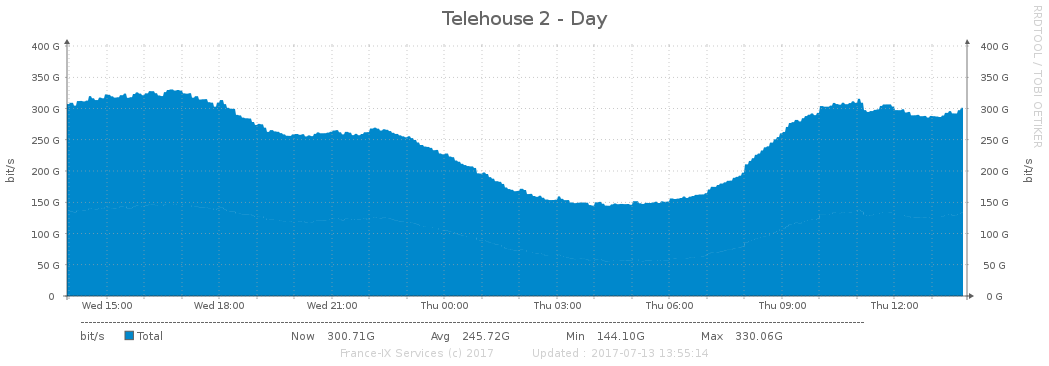 Telehouse 2 - Day
RRDTOOL / TOBI OETIKER
400 G 400 G
350 G 350 G
300 G 300 G
250 G 250 G
200 G 200 G
150 G 150 G
100 G 100 G
50 G 50 G
0 0 G
bit/s bit/s
Wed 15:00 Wed 18:00 Wed 21:00 Thu 00:00 Thu 03:00 Thu 06:00 Thu 09:00 Thu 12:00
bit/s Total Now 300.71G Avg 245.72G Min 144.10G Max 330.06G
France-IX Services (c) 2017 Updated : 2017-07-13 13:55:14